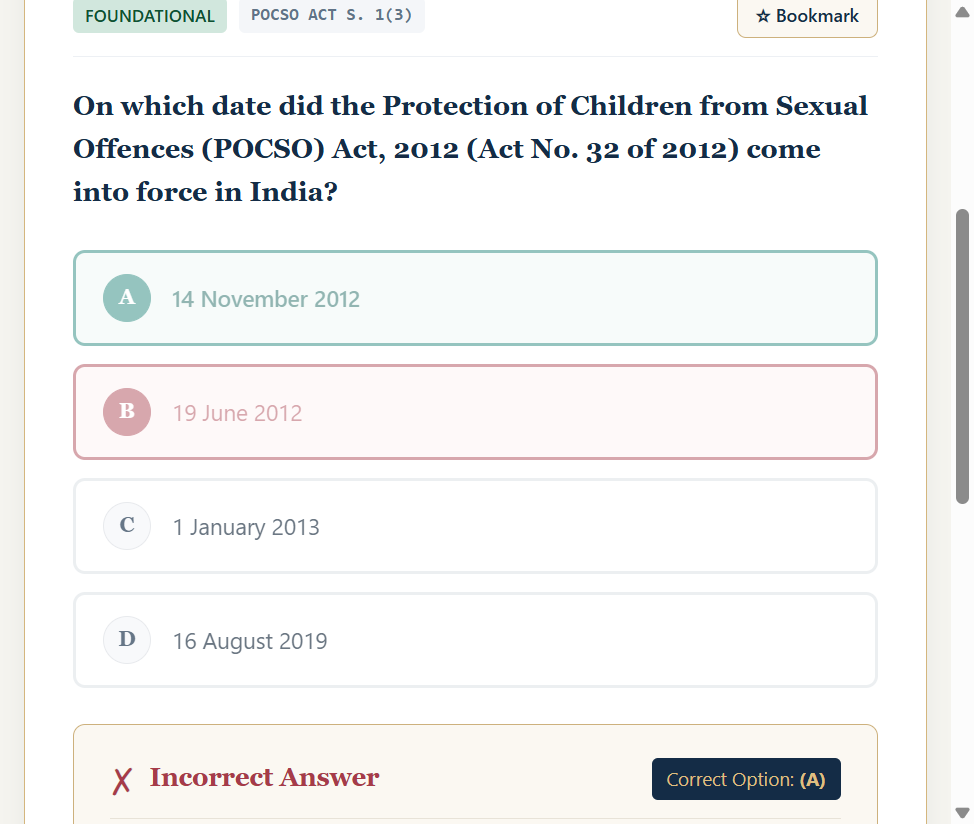 FOUNDATIONAL
POCSO ACT S. 1(3)
☆ Bookmark
On which date did the Protection of Children from Sexual
Offences (POCSO) Act, 2012 (Act No. 32 of 2012) come
into force in India?
A 14 November 2012
B 19 June 2012
C 1 January 2013
D 16 August 2019
✗ Incorrect Answer
Correct Option: (A)